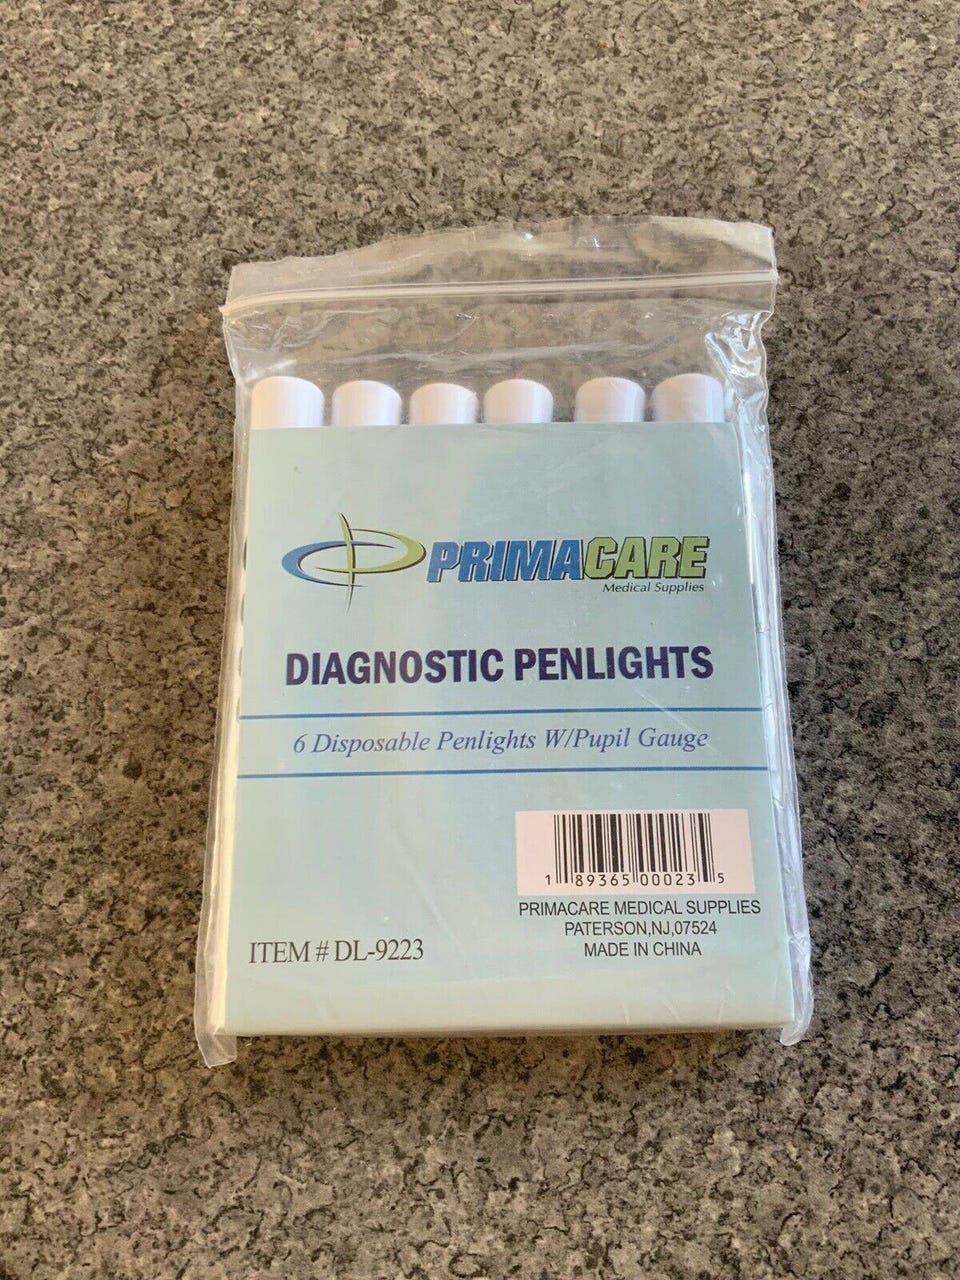 PRIMACARE
Medical Supplies
DIAGNOSTIC PENLIGHTS
6 Disposable Penlights W/Pupil Gauge
1 89365 00023 5
PRIMACARE MEDICAL SUPPLIES
PATERSON,NJ,07524
MADE IN CHINA
ITEM # DL-9223